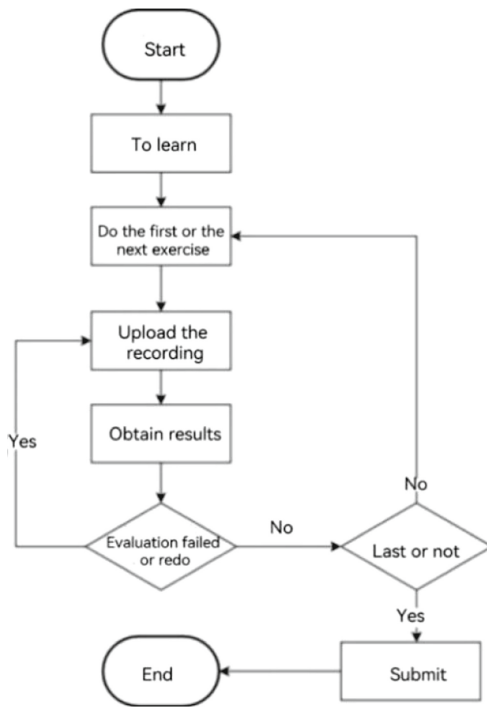 Start
To learn
Do the first or the
next exercise
Upload the
recording
Yes
Obtain results
No
Evaluation failed
or redo
No
Last or not
Yes
End
Submit